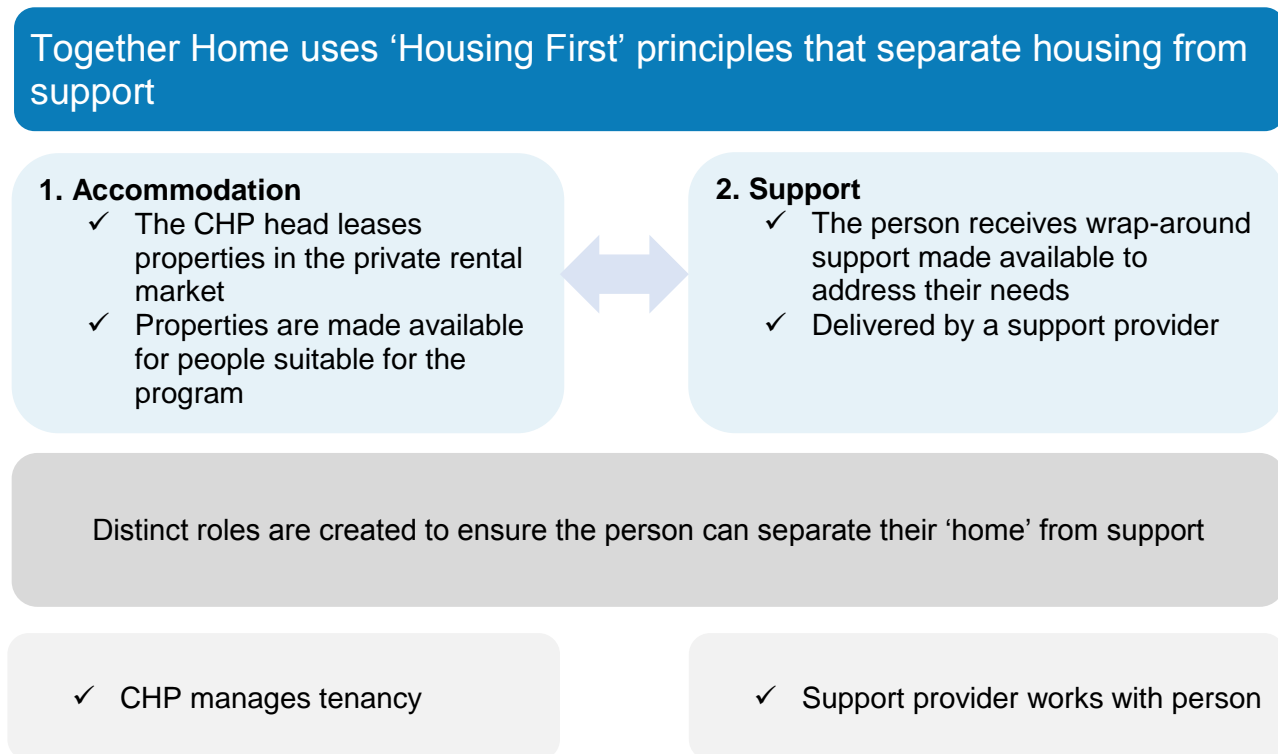 Together Home uses ‘Housing First’ principles that separate housing from
support
1. Accommodation
✓ The CHP head leases
properties in the private rental
market
✓ Properties are made available
for people suitable for the
program
2. Support
✓ The person receives wrap-around
support made available to
address their needs
✓ Delivered by a support provider
Distinct roles are created to ensure the person can separate their ‘home’ from support
✓ CHP manages tenancy
✓ Support provider works with person